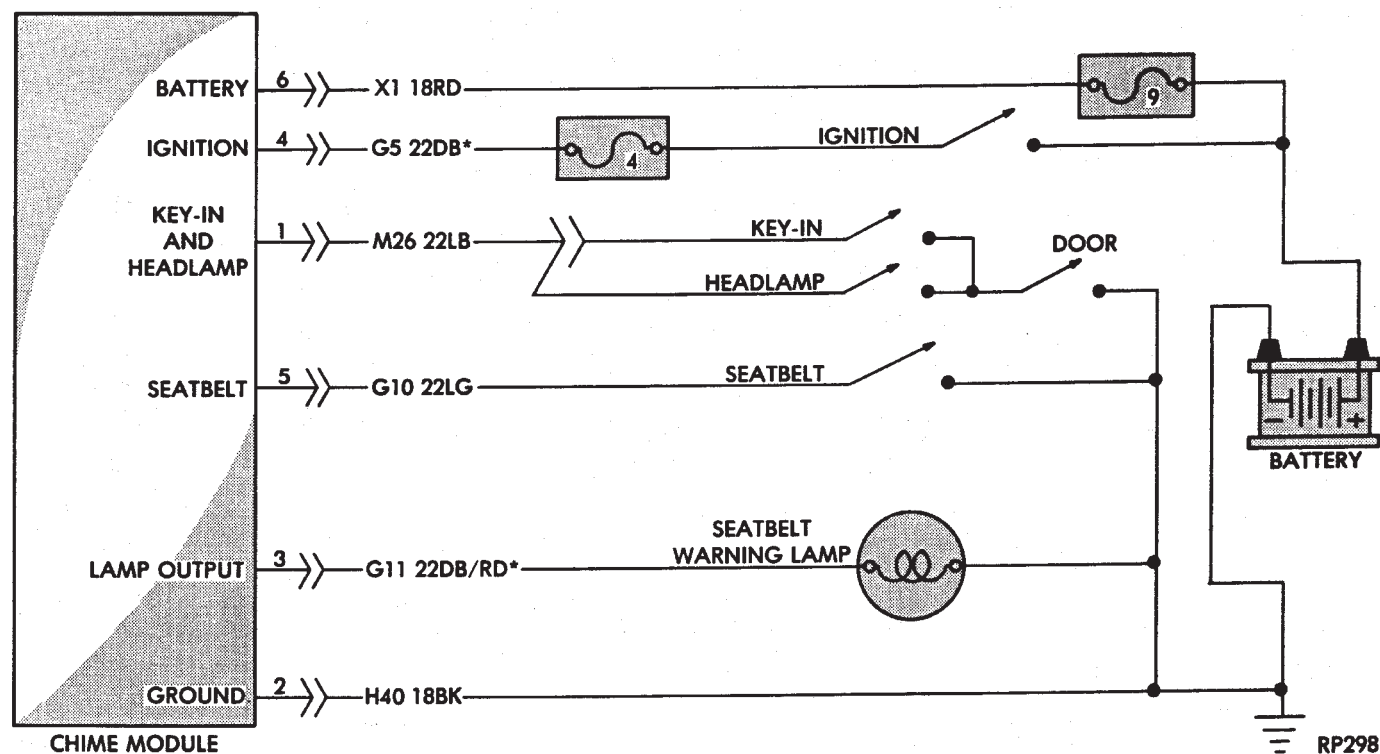 BATTERY 6 X1 18RD 9
IGNITION 4 G5 22DB* 4 IGNITION
KEY-IN
AND
HEADLAMP
1 M26 22LB KEY-IN
HEADLAMP
DOOR
SEATBELT 5 G10 22LG SEATBELT
- +
BATTERY
LAMP OUTPUT 3 G11 22DB/RD*
SEATBELT
WARNING LAMP
GROUND 2 H40 18BK
CHIME MODULE
RP298